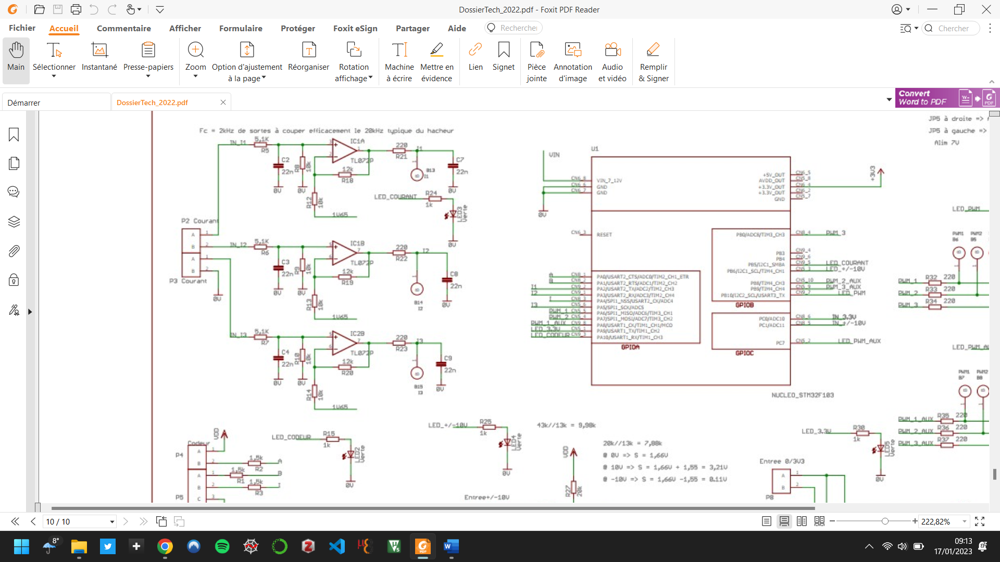 DossierTech_2022.pdf - Foxit PDF Reader
Fichier Accueil Commentaire Afficher Formulaire Protéger Foxit eSign Partager Aide Rechercher Chercher
Main Sélectionner Instantané Presse-papiers Zoom Option d'ajustement à la page Réorganiser Rotation affichage Machine à écrire Mettre en évidence Lien Signet Pièce jointe Annotation d'image Audio et vidéo Remplir & Signer
Démarrer
DossierTech_2022.pdf
Convert
Word to PDF
Fc = 2kHz de sortes à couper efficacement le 20kHz typique du hacheur
IN_I1 5,1K R5
C2 22n
R8 10k
IC1A
TL072P
12k R18
R12 10k
1V65
220 R21
I1
B13 I1
C7 22n
0V
LED_COURANT R24 1k
LED3 Verte
P2 Courant
A 1
B 2
A 1
B 2
P3 Courant
0V
IN_I2 5,1K R6
C3 22n
R9 10k
IC1B
TL072P
12k R19
R13 10k
1V65
220 R22
I2
B14 I2
C8 22n
0V
IN_I3 5,1K R7
C4 22n
R10 10k
IC2B
TL072P
12k R20
R14 10k
1V65
220 R23
I3
B15 I3
C9 22n
0V
VIN
U1
CN6_8 VIN_7_12V
CN6_6 GND
CN6_7 GND
0V
+5V_OUT CN6_5
AVDD_OUT CN5_8
+3.3V_OUT CN6_4
+3.3V_OUT CN6_2
GND CN5_7
+3V3
CN6_3 RESET
PB0/ADC8/TIM3_CH3 CN8_4 PWM_3
PB3 CN9_4
PB4 CN9_6
PB5/I2C1_SMBA CN9_5 LED_COURANT
PB6/I2C1_SCL/TIM4_CH1 CN5_3 LED_+/-10V
PB8/TIM4_CH3 CN5_10 PWM_2_AUX
PB9/TIM4_CH4 CN5_9 PWM_3_AUX
PB10/I2C2_SCL/USART3_TX CN9_7 LED_PWM
GPIOB
A CN8_1 PA0/USART2_CTS/ADC0/TIM2_CH1_ETR
B CN8_2 PA1/USART2_RTS/ADC1/TIM2_CH2
I1 CN9_2 PA2/USART2_TX/ADC2/TIM2_CH3
I2 CN9_1 PA3/USART2_RX/ADC3/TIM2_CH4
I CN8_3 PA4/SPI1_NSS/USART2_CK/ADC4
I3 CN5_6 PA5/SPI1_SCK/ADC5
PWM_1 CN5_5 PA6/SPI1_MISO/ADC6/TIM3_CH1
PWM_2 CN5_4 PA7/SPI1_MOSI/ADC7/TIM3_CH2
PWM_1_AUX CN9_8 PA8/USART1_CK/TIM1_CH1/MCO
LED_3.3V CN5_1 PA9/USART1_TX/TIM1_CH2
LED_CODEUR CN9_3 PA10/USART1_RX/TIM1_CH3
GPIOA
PC0/ADC10 CN8_6 IN_3.3V
PC1/ADC11 CN8_5 IN_+/-10V
PC7 CN5_2 LED_PWM_AUX
GPIOC
NUCLEO_STM32F103
JP5 à droite =>
JP5 à gauche =>
Alim 7V
LED_PWM
PWM1 B6
PWM2 B5
PWM_1 R32 220
PWM_2 R33 220
PWM_3 R34 220
PWM1 B7
PWM2 B8
PWM_1_AUX R35 220
PWM_2_AUX R36 220
PWM_3_AUX R37 220
VDD
Codeur
P4
A 1
B 2
A 1
B 2
C 3
P5
1,5k R2 A
1,5k R1 B
1,5k R3 I
LED_CODEUR R15 1k
LED2 Verte
0V
LED_+/-10V R25 1k
LED4 Verte
0V
Entree+/-10V
43k//13k = 9,98k
20k//13k = 7,88k
@ 0V => S = 1,66V
@ 10V => S = 1,66V + 1,55 = 3,21V
@ -10V => S = 1,66V -1,55 = 0.11V
VDD
R27 20k
LED_3.3V R30 1k
LED5 Verte
0V
Entree 0/3V3
A 1
B 2
P8
10 / 10
222,82%
8°
09:13
17/01/2023